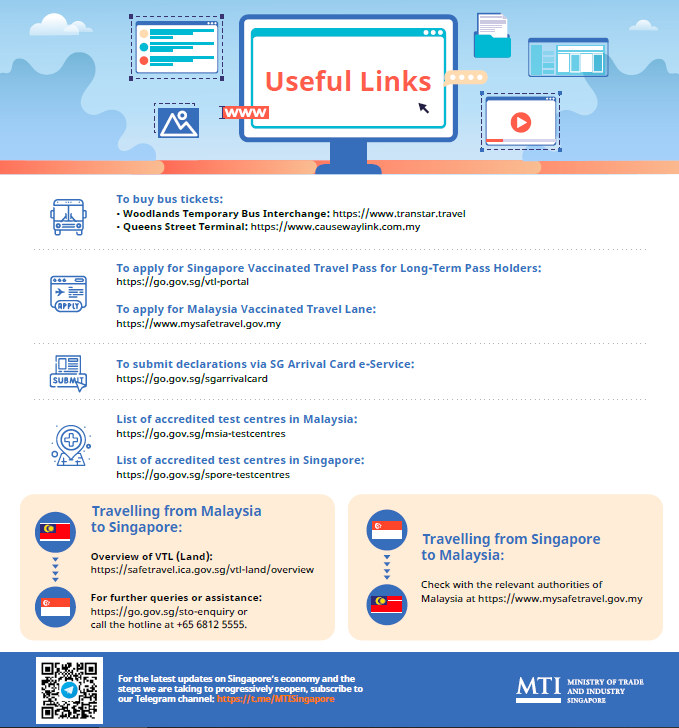 Useful Links
www
To buy bus tickets:
• Woodlands Temporary Bus Interchange: https://www.transtar.travel
• Queens Street Terminal: https://www.causewaylink.com.my
To apply for Singapore Vaccinated Travel Pass for Long-Term Pass Holders:
https://go.gov.sg/vtl-portal
APPLY
To apply for Malaysia Vaccinated Travel Lane:
https://www.mysafetravel.gov.my
To submit declarations via SG Arrival Card e-Service:
https://go.gov.sg/sgarrivalcard
SUBMIT
List of accredited test centres in Malaysia:
https://go.gov.sg/msia-testcentres
List of accredited test centres in Singapore:
https://go.gov.sg/spore-testcentres
Travelling from Malaysia
to Singapore:
Overview of VTL (Land):
https://safetravel.ica.gov.sg/vtl-land/overview
For further queries or assistance:
https://go.gov.sg/sto-enquiry or
call the hotline at +65 6812 5555.
Travelling from Singapore
to Malaysia:
Check with the relevant authorities of
Malaysia at https://www.mysafetravel.gov.my
For the latest updates on Singapore's economy and the
steps we are taking to progressively reopen, subscribe to
our Telegram channel: https://t.me/MTISingapore
MTI
MINISTRY OF TRADE
AND INDUSTRY
SINGAPORE